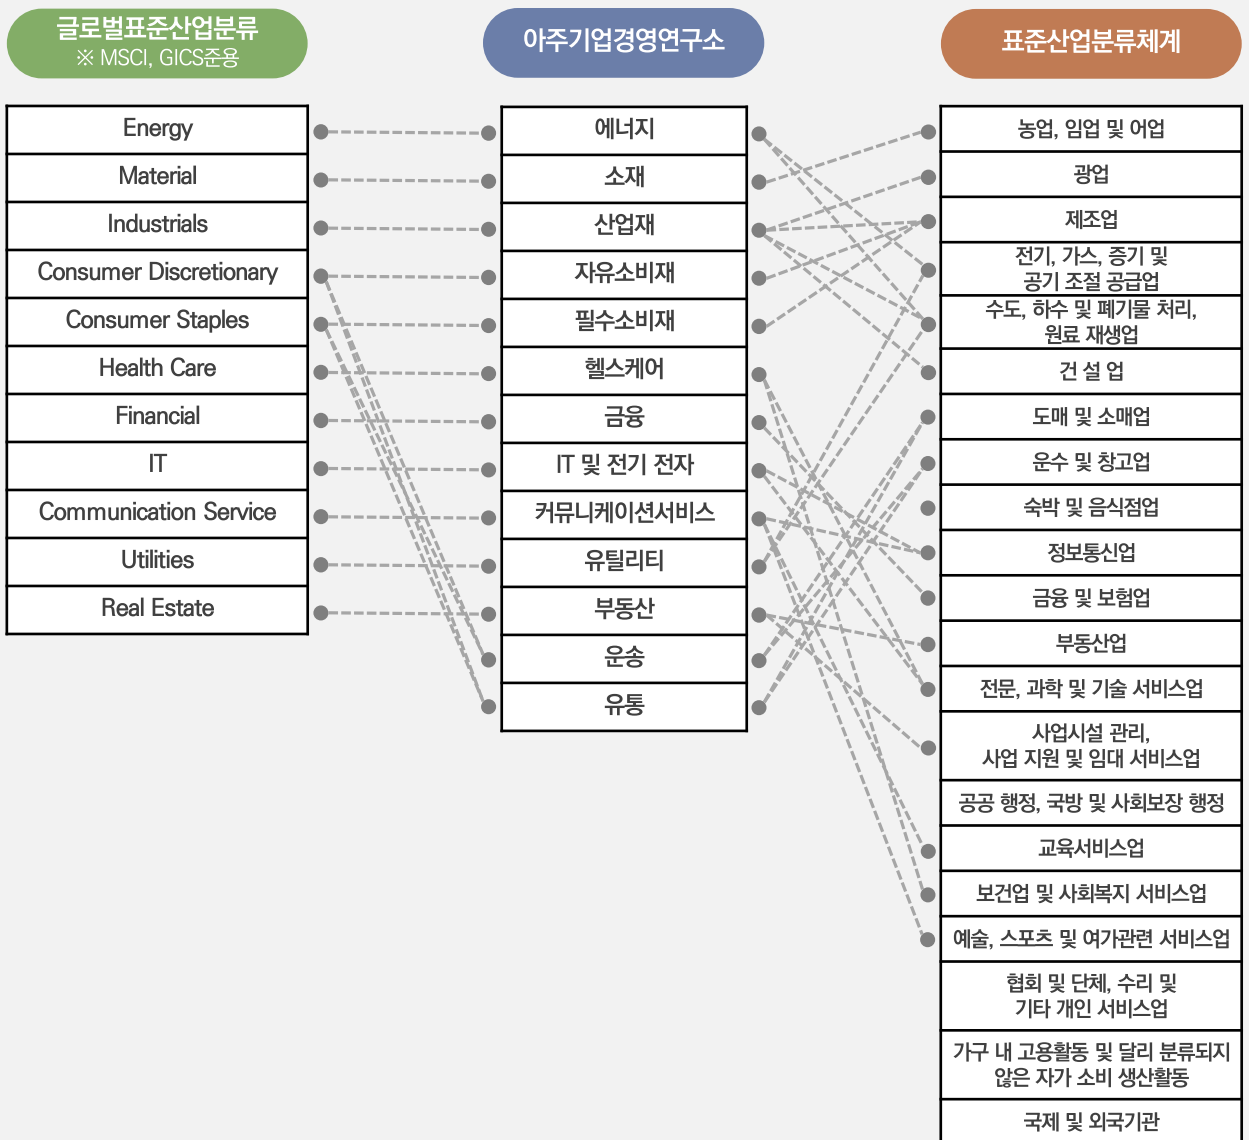 글로벌표준산업분류
※ MSCI, GICS준용
Energy
Material
Industrials
Consumer Discretionary
Consumer Staples
Health Care
Financial
IT
Communication Service
Utilities
Real Estate
아주기업경영연구소
에너지
소재
산업재
자유소비재
필수소비재
헬스케어
금융
IT 및 전기 전자
커뮤니케이션서비스
유틸리티
부동산
운송
유통
표준산업분류체계
농업, 임업 및 어업
광업
제조업
전기, 가스, 증기 및
공기 조절 공급업
수도, 하수 및 폐기물 처리,
원료 재생업
건 설 업
도매 및 소매업
운수 및 창고업
숙박 및 음식점업
정보통신업
금융 및 보험업
부동산업
전문, 과학 및 기술 서비스업
사업시설 관리,
사업 지원 및 임대 서비스업
공공 행정, 국방 및 사회보장 행정
교육서비스업
보건업 및 사회복지 서비스업
예술, 스포츠 및 여가관련 서비스업
협회 및 단체, 수리 및
기타 개인 서비스업
가구 내 고용활동 및 달리 분류되지
않은 자가 소비 생산활동
국제 및 외국기관